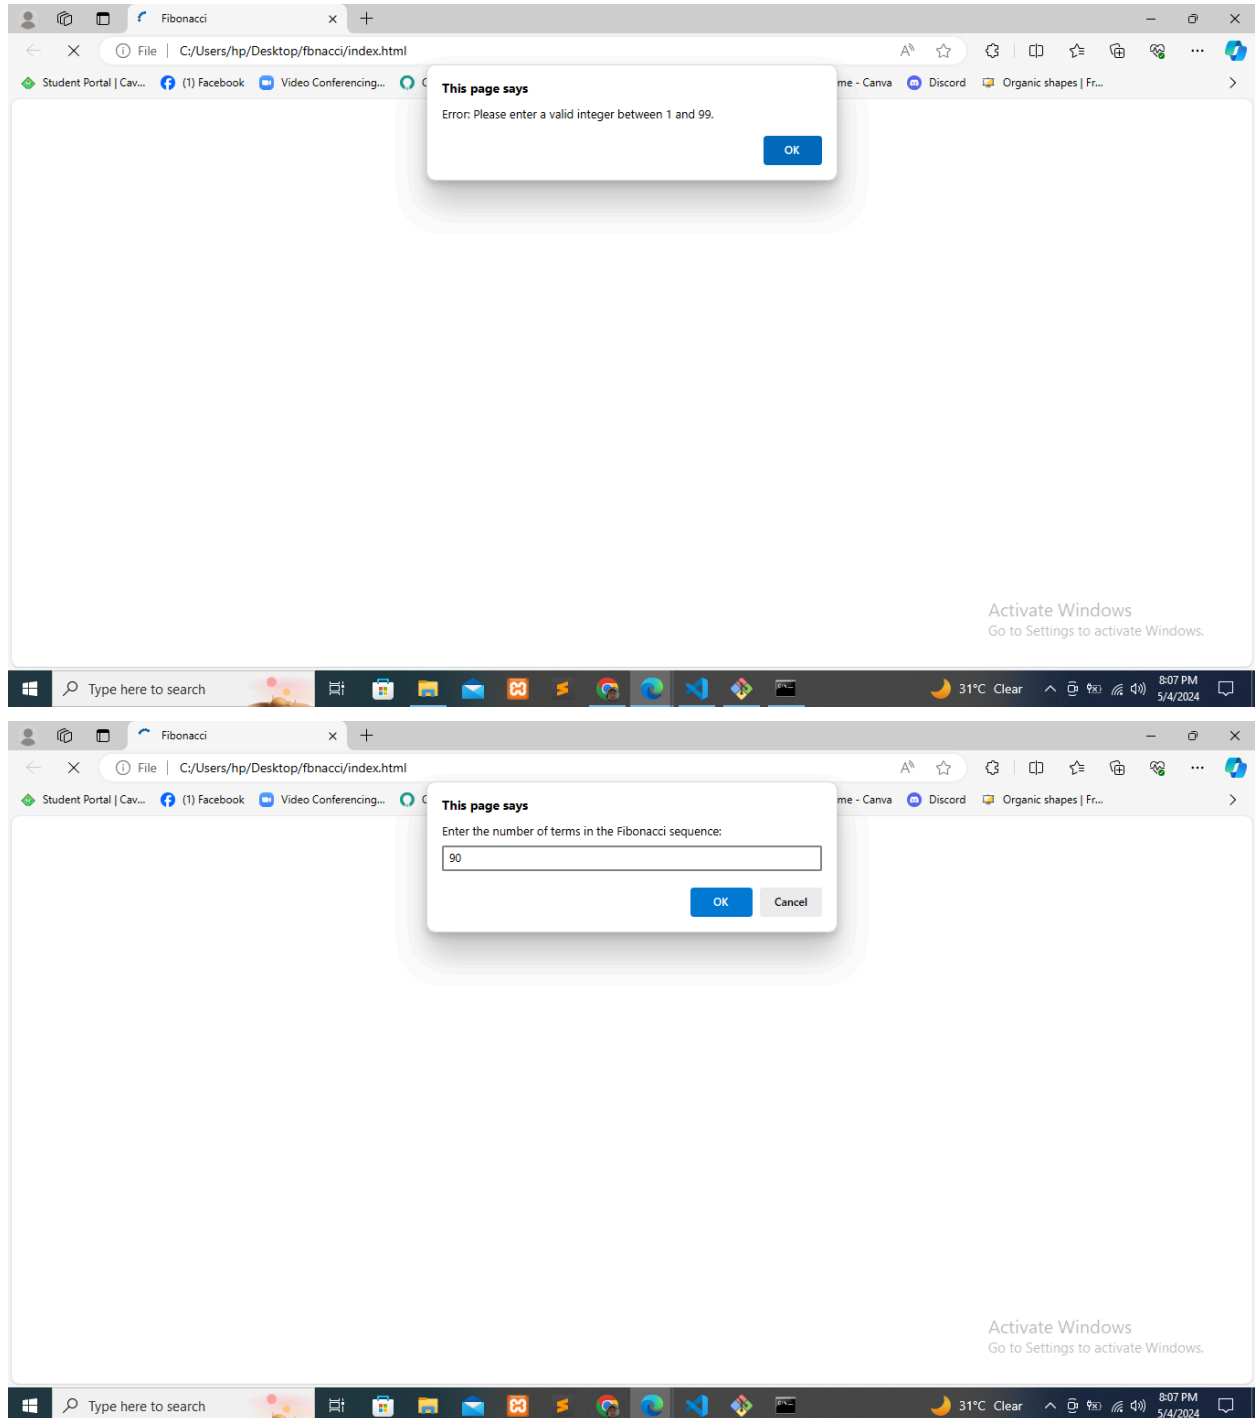 Fibonacci
File C:/Users/hp/Desktop/fbnacci/index.html
Student Portal | Cav... (1) Facebook Video Conferencing... me - Canva Discord Organic shapes | Fr...
This page says
Error: Please enter a valid integer between 1 and 99.
OK
Activate Windows
Go to Settings to activate Windows.
Type here to search 31°C Clear 8:07 PM
5/4/2024
Fibonacci
File C:/Users/hp/Desktop/fbnacci/index.html
Student Portal | Cav... (1) Facebook Video Conferencing... me - Canva Discord Organic shapes | Fr...
This page says
Enter the number of terms in the Fibonacci sequence:
90
OK Cancel
Activate Windows
Go to Settings to activate Windows.
Type here to search 31°C Clear 8:07 PM
5/4/2024